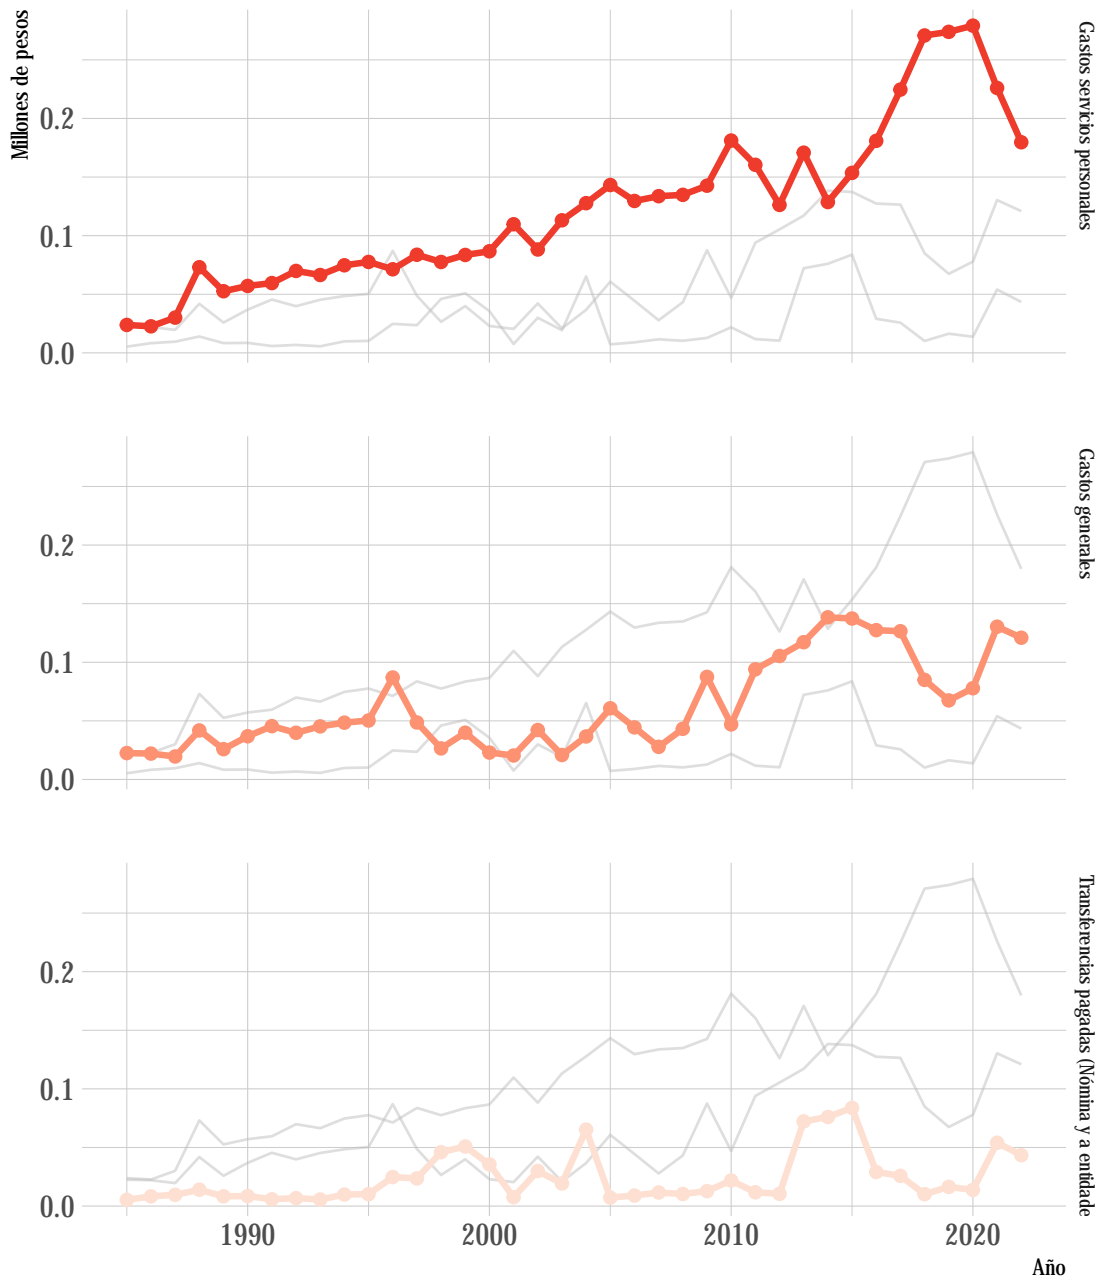 Millones de pesos
0.2
0.1
0.0
Gastos servicios personales
0.2
0.1
0.0
Gastos generales
0.2
0.1
0.0
Transferencias pagadas (Nómina y a entidade
1990
2000
2010
2020
Año